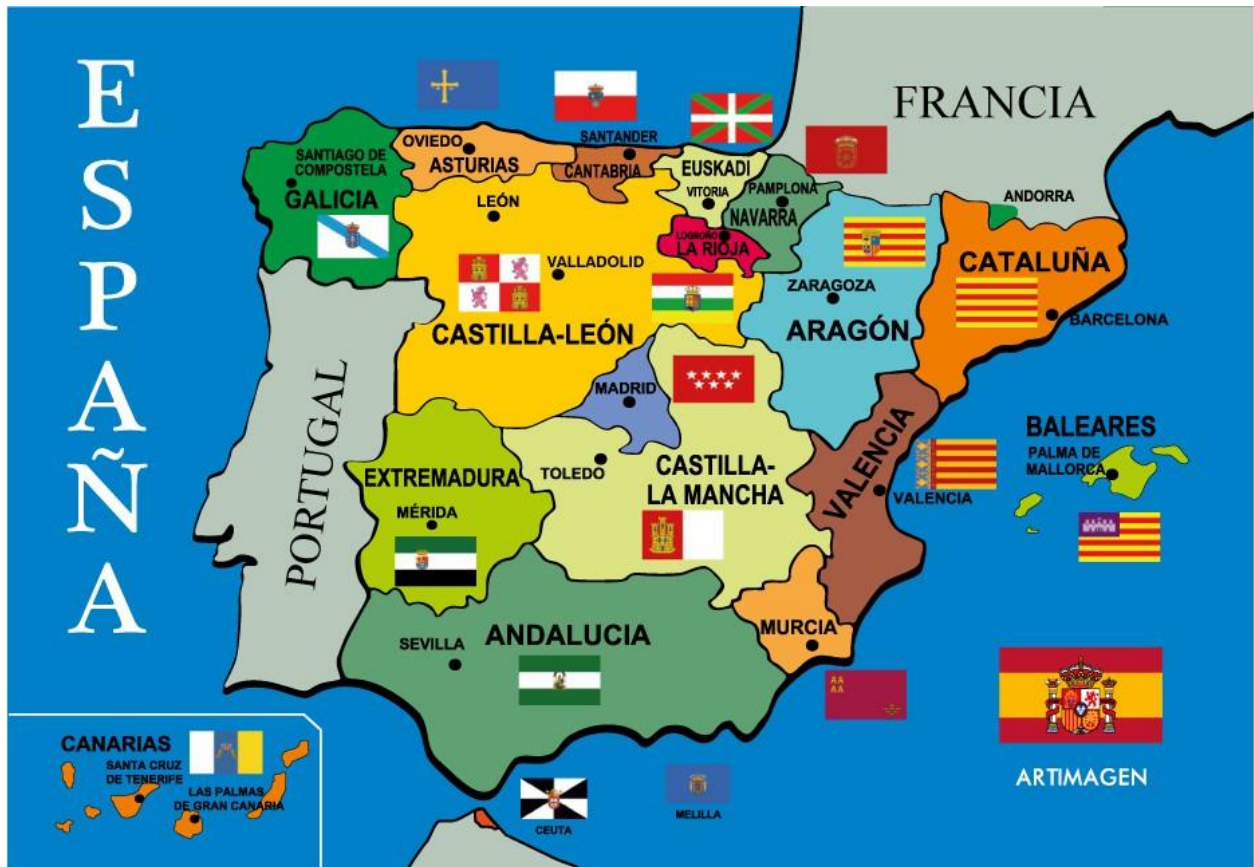 ESPAÑA
FRANCIA
PORTUGAL
OVIEDO
ASTURIAS
SANTANDER
CANTABRIA
EUSKADI
VITORIA
PAMPLONA
NAVARRA
ANDORRA
SANTIAGO DE
COMPOSTELA
GALICIA
LEÓN
LOGROÑO
LA RIOJA
VALLADOLID
CASTILLA-LEÓN
ZARAGOZA
ARAGÓN
CATALUÑA
BARCELONA
MADRID
TOLEDO
CASTILLA-
LA MANCHA
EXTREMADURA
MÉRIDA
VALENCIA
VALENCIA
BALEARES
PALMA DE
MALLORCA
SEVILLA
ANDALUCIA
MURCIA
AA
AA
CANARIAS
SANTA CRUZ
DE TENERIFE
LAS PALMAS
DE GRAN CANARIA
CEUTA
MELILLA
ARTIMAGEN